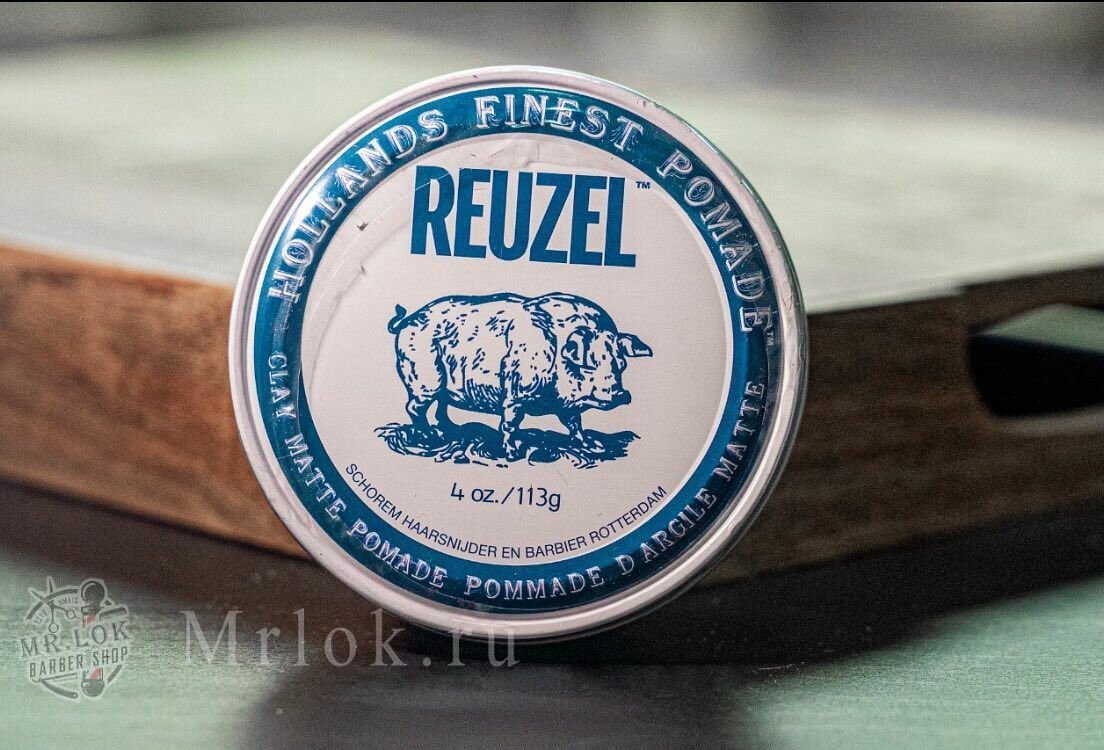 HOLLANDS FINEST POMADE™
REUZEL™
4 oz./113g
SCHOREM HAARSNIJDER EN BARBIER ROTTERDAM
CLAY MATTE POMADE POMMADE D'ARGILE MATTE
MR. LOK
BARBER SHOP
Mrlok.ru